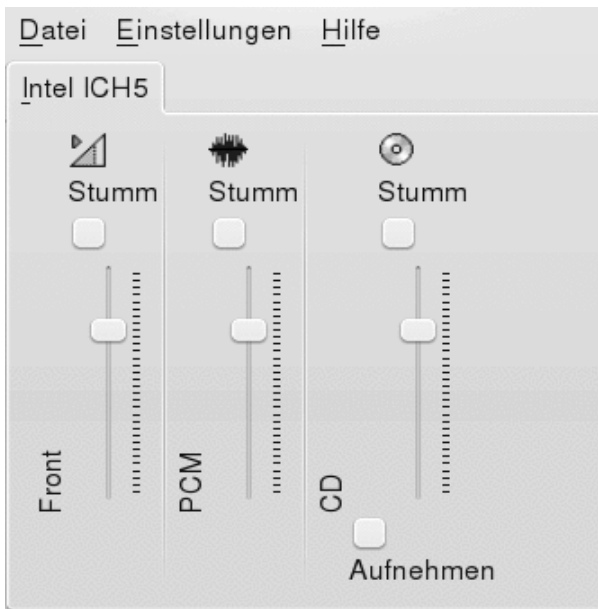 Datei Einstellungen Hilfe
Intel ICH5
Stumm Stumm Stumm
Front PCM CD
Aufnehmen